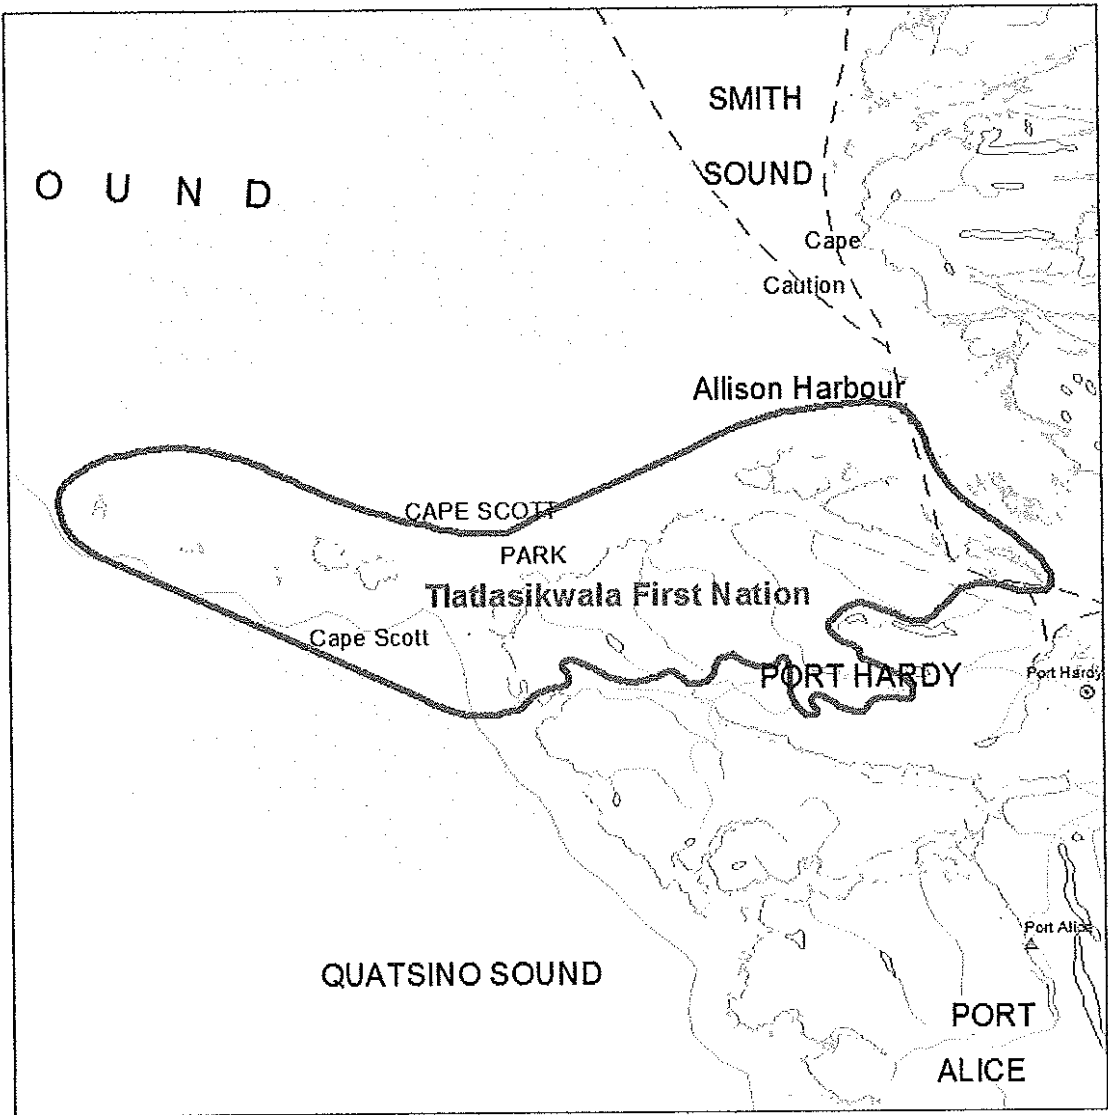 SMITH
SOUND
O U N D
Cape
Caution
Allison Harbour
CAPE SCOTT
PARK
Tlatlasikwala First Nation
Cape Scott
PORT HARDY
Port Hardy
Port Alice
QUATSINO SOUND
PORT
ALICE